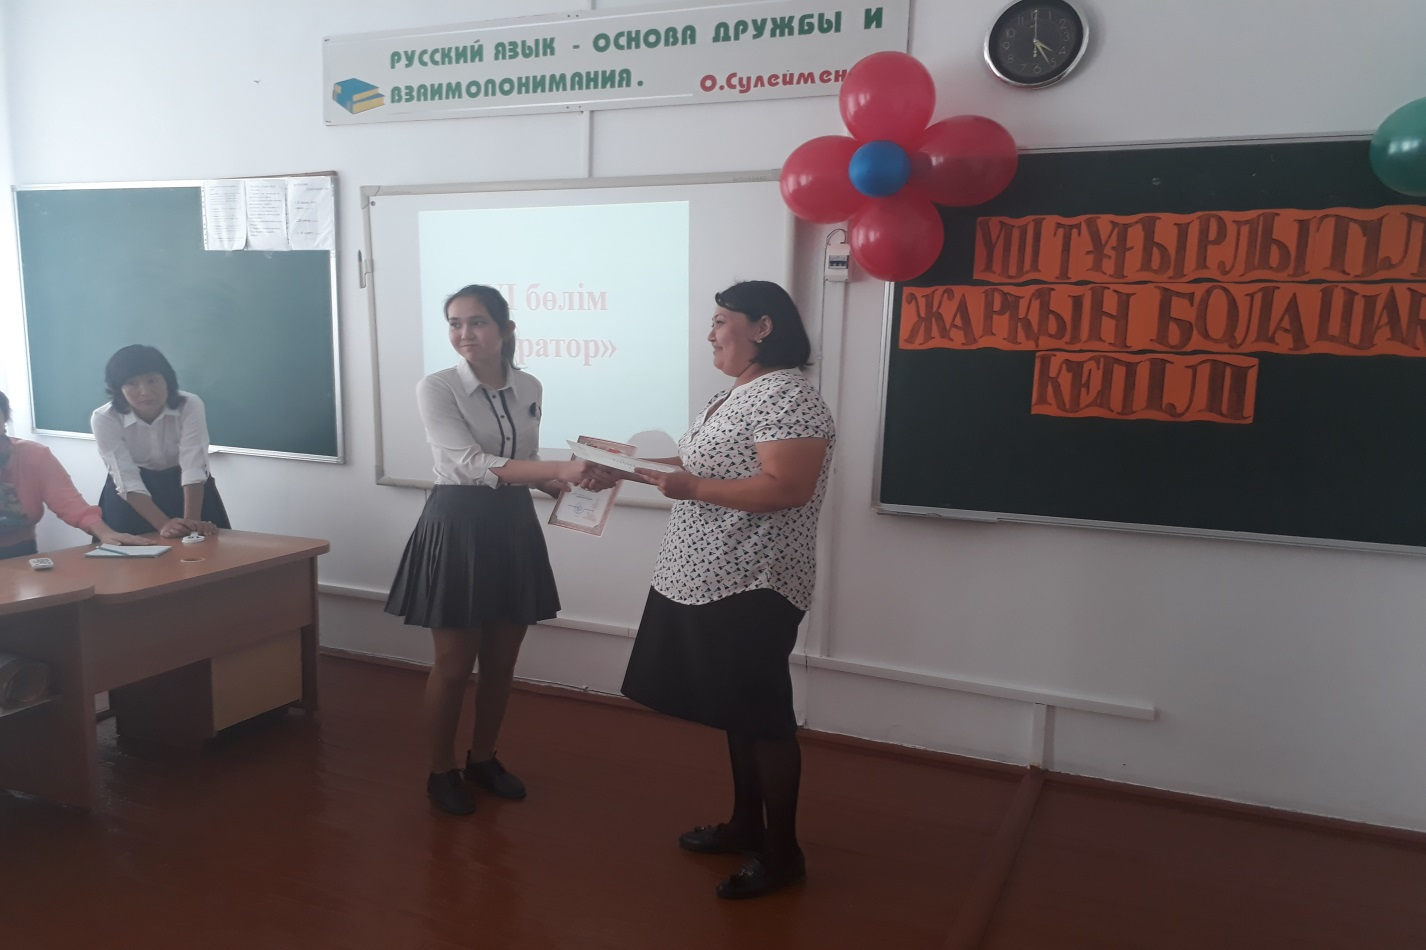 РУССКИЙ ЯЗЫК - ОСНОВА ДРУЖБЫ И
ВЗАИМОПОНИМАНИЯ.
О.Сулеймен
бөлім
ратор»
ҮШ ТҰҒЫРЛЫ ТІЛ
ЖАРҚЫН БОЛАШАҚ
КЕПІЛІ